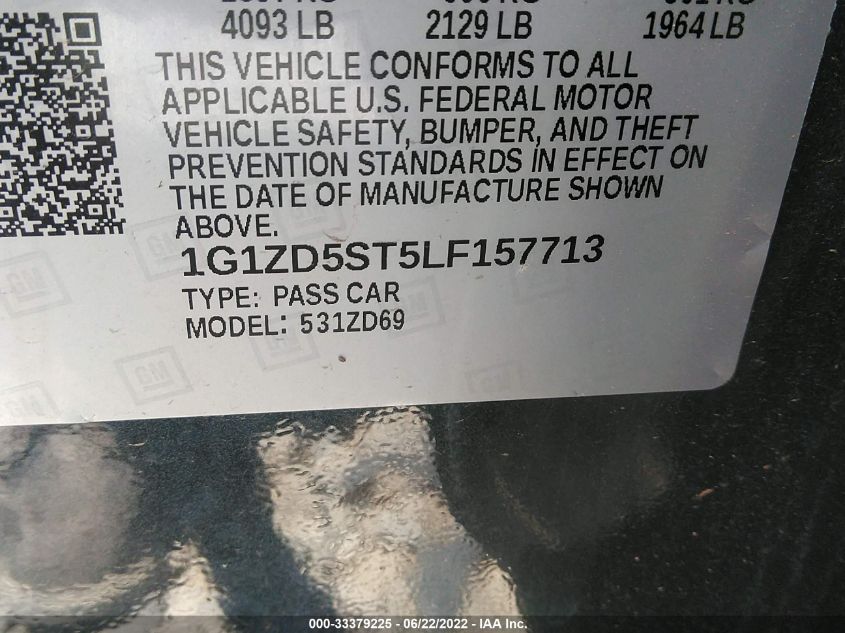 4093 LB 2129 LB 1964 LB
THIS VEHICLE CONFORMS TO ALL
APPLICABLE U.S. FEDERAL MOTOR
VEHICLE SAFETY, BUMPER, AND THEFT
PREVENTION STANDARDS IN EFFECT ON
THE DATE OF MANUFACTURE SHOWN
ABOVE.
1G1ZD5ST5LF157713
TYPE: PASS CAR
MODEL: 531ZD69
GM
000-33379225 - 06/22/2022 - IAA Inc.